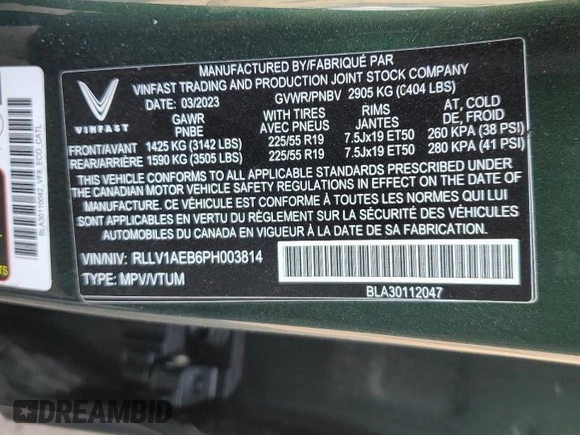 MANUFACTURED BY/FABRIQUÉ PAR
VINFAST TRADING AND PRODUCTION JOINT STOCK COMPANY
VINFAST
DATE: 03/2023 GVWR/PNBV 2905 KG (6404 LBS)
GAWR WITH TIRES RIMS AT, COLD
PNBE AVEC PNEUS JANTES DE, FROID
FRONT/AVANT 1425 KG (3142 LBS) 225/55 R19 7.5Jx19 ET50 260 KPA (38 PSI)
REAR/ARRIÈRE 1590 KG (3505 LBS) 225/55 R19 7.5Jx19 ET50 280 KPA (41 PSI)
THIS VEHICLE CONFORMS TO ALL APPLICABLE STANDARDS PRESCRIBED UNDER
THE CANADIAN MOTOR VEHICLE SAFETY REGULATIONS IN EFFECT ON THE DATE OF
MANUFACTURE. - CE VÉHICULE EST CONFORME À TOUTES LES NORMES QUI LUI
SONT APPLICABLES EN VERTU DU RÈGLEMENT SUR LA SÉCURITÉ DES VÉHICULES
AUTOMOBILES DU CANADA EN VIGUEUR À LA DATE DE SA FABRICATION.
VIN/NIV: RLLV1AEB6PH003814
TYPE: MPV/VTUM
BLA30112047
BLA30110042_VF8_ECO_CATL
DREAMBID